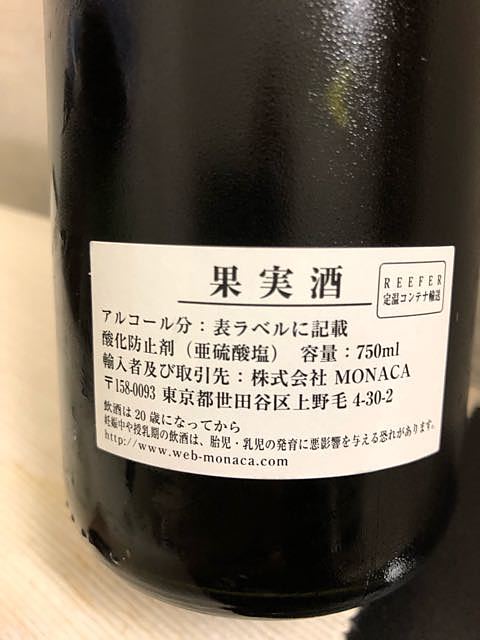 果実酒
REEFER
定温コンテナ輸送
アルコール分：表ラベルに記載
酸化防止剤（亜硫酸塩） 容量：750ml
輸入者及び取引先：株式会社 MONACA
〒158-0093 東京都世田谷区上野毛 4-30-2
飲酒は 20 歳になってから
妊娠中や授乳期の飲酒は、胎児・乳児の発育に悪影響を与える恐れがあります。
http://www.web-monaca.com